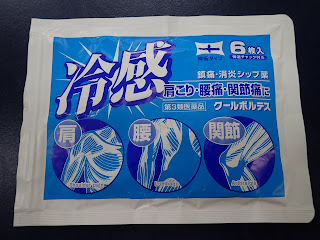 冷感
6枚入
鎮痛・消炎シップ薬
肩こり・腰痛・関節痛に
第3類医薬品
クールボルテス
肩
腰
関節